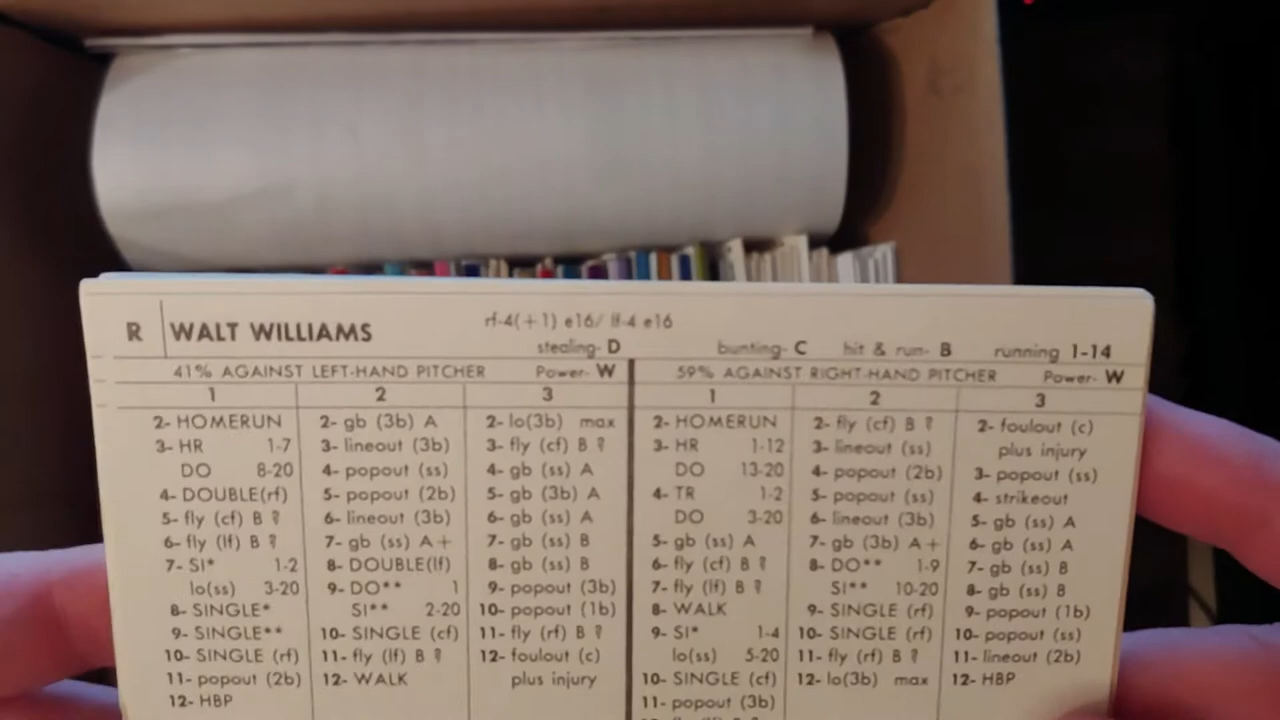 R WALT WILLIAMS rf-4(+1) e16/ lf-4 e16
stealing- D bunting- C hit & run- B running 1-14
41% AGAINST LEFT-HAND PITCHER Power- W
1 2 3
2- HOMERUN
3- HR 1-7
DO 8-20
4- DOUBLE(rf)
5- fly (cf) B ?
6- fly (lf) B ?
7- SI* 1-2
lo(ss) 3-20
8- SINGLE*
9- SINGLE**
10- SINGLE (rf)
11- popout (2b)
12- HBP
2- gb (3b) A
3- lineout (3b)
4- popout (ss)
5- popout (2b)
6- lineout (3b)
7- gb (ss) A+
8- DOUBLE(lf)
9- DO** 1
SI** 2-20
10- SINGLE (cf)
11- fly (lf) B ?
12- WALK
2- lo(3b) max
3- fly (cf) B ?
4- gb (ss) A
5- gb (3b) A
6- gb (ss) A
7- gb (ss) B
8- gb (ss) B
9- popout (3b)
10- popout (1b)
11- fly (rf) B ?
12- foulout (c)
plus injury
59% AGAINST RIGHT-HAND PITCHER Power- W
1 2 3
2- HOMERUN
3- HR 1-12
DO 13-20
4- TR 1-2
DO 3-20
5- gb (ss) A
6- fly (cf) B ?
7- fly (lf) B ?
8- WALK
9- SI* 1-4
lo(ss) 5-20
10- SINGLE (cf)
11- popout (3b)
2- fly (cf) B ?
3- lineout (ss)
4- popout (2b)
5- popout (ss)
6- lineout (3b)
7- gb (3b) A+
8- DO** 1-9
SI** 10-20
9- SINGLE (rf)
10- SINGLE (rf)
11- fly (rf) B ?
12- lo(3b) max
2- foulout (c)
plus injury
3- popout (ss)
4- strikeout
5- gb (ss) A
6- gb (ss) A
7- gb (ss) B
8- gb (ss) B
9- popout (1b)
10- popout (ss)
11- lineout (2b)
12- HBP